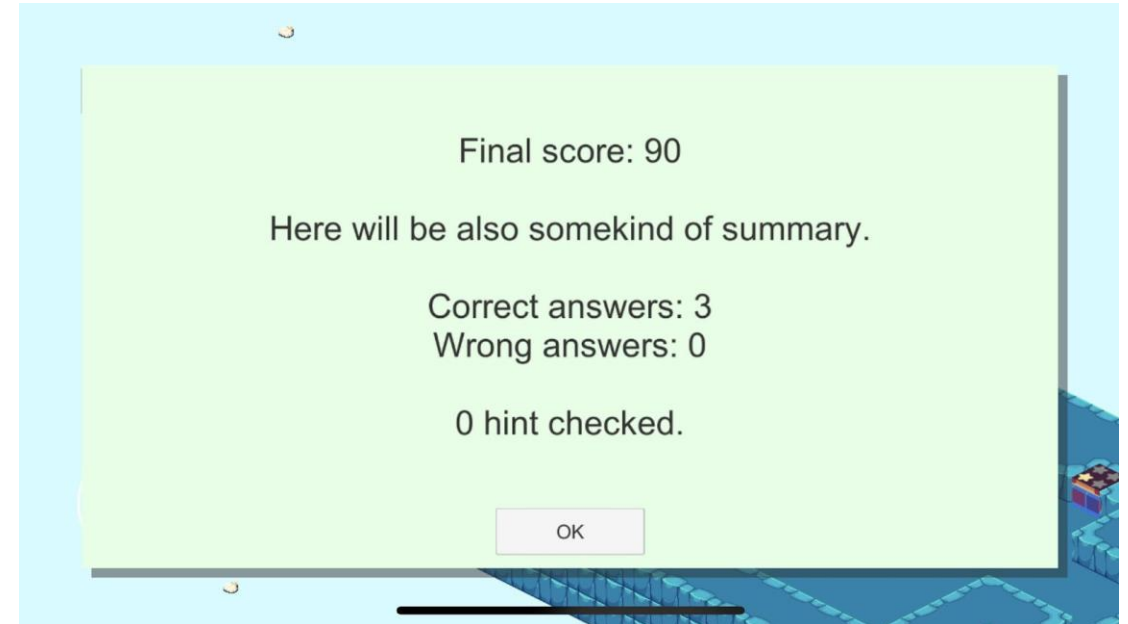 Final score: 90
Here will be also somekind of summary.
Correct answers: 3
Wrong answers: 0
0 hint checked.
OK